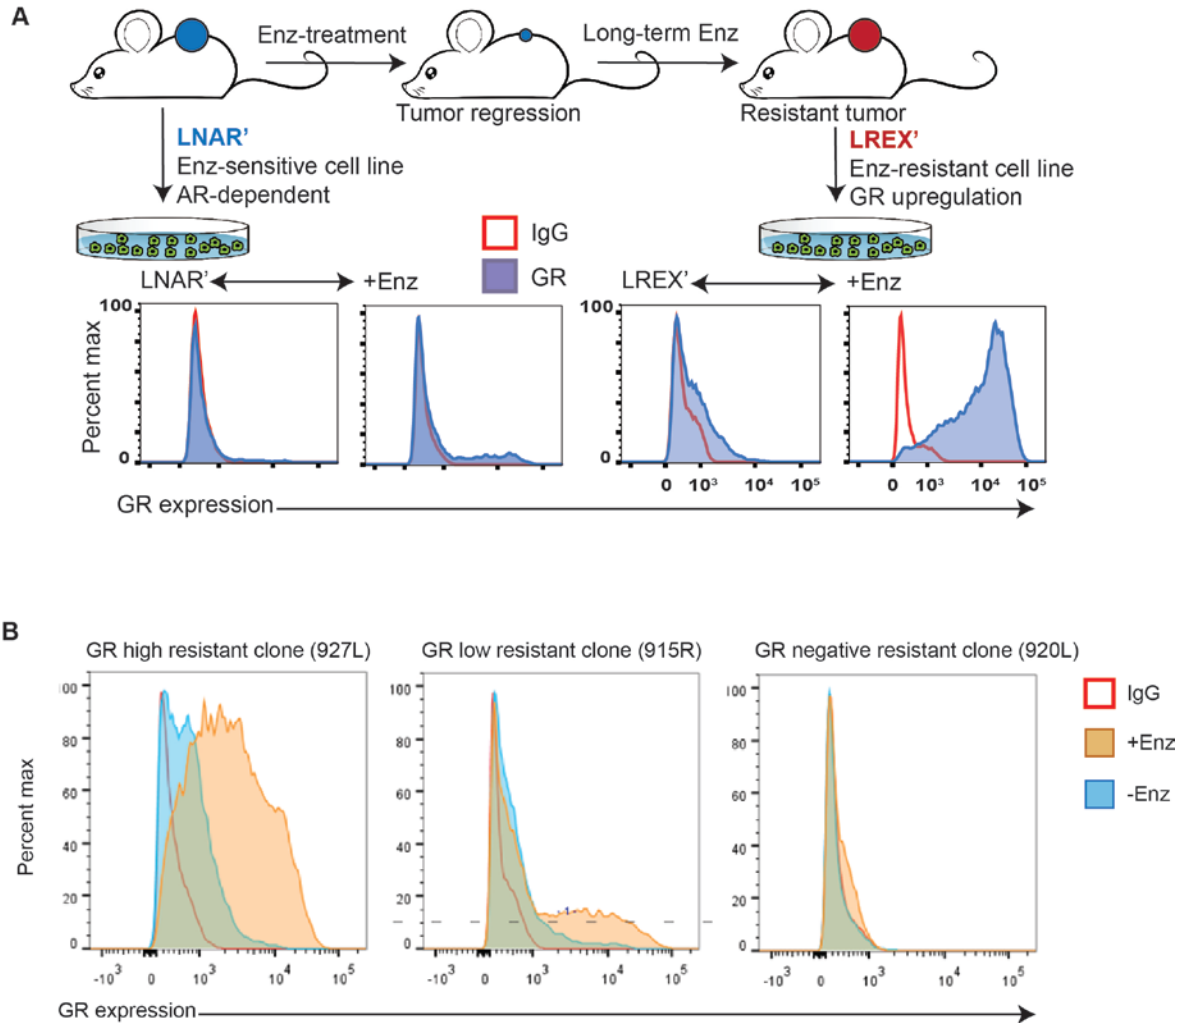 A
Enz-treatment
Long-term Enz
Tumor regression
Resistant tumor
LNAR’
Enz-sensitive cell line
AR-dependent
LREX’
Enz-resistant cell line
GR upregulation
IgG
GR
LNAR’
+Enz
LREX’
+Enz
Percent max
100
0
100
0
0 10³ 10⁴ 10⁵
0 10³ 10⁴ 10⁵
GR expression
B
GR high resistant clone (927L)
GR low resistant clone (915R)
GR negative resistant clone (920L)
Percent max
100
80
60
40
20
0
-10³ 0 10³ 10⁴ 10⁵
100
80
60
40
20
0
-10³ 0 10³ 10⁴ 10⁵
100
80
60
40
20
0
-10³ 0 10³ 10⁴ 10⁵
IgG
+Enz
-Enz
GR expression